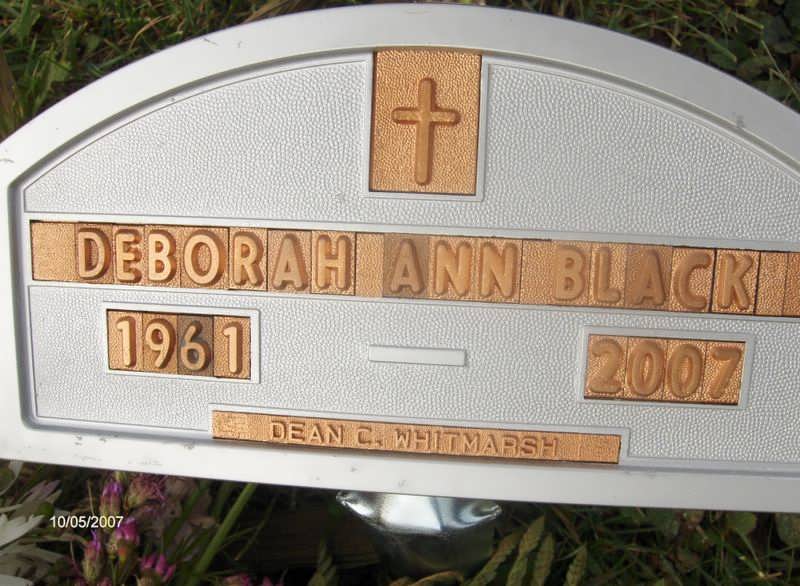 DEBORAH ANN BLACK
1961 — 2007
DEAN C. WHITMARSH
10/05/2007